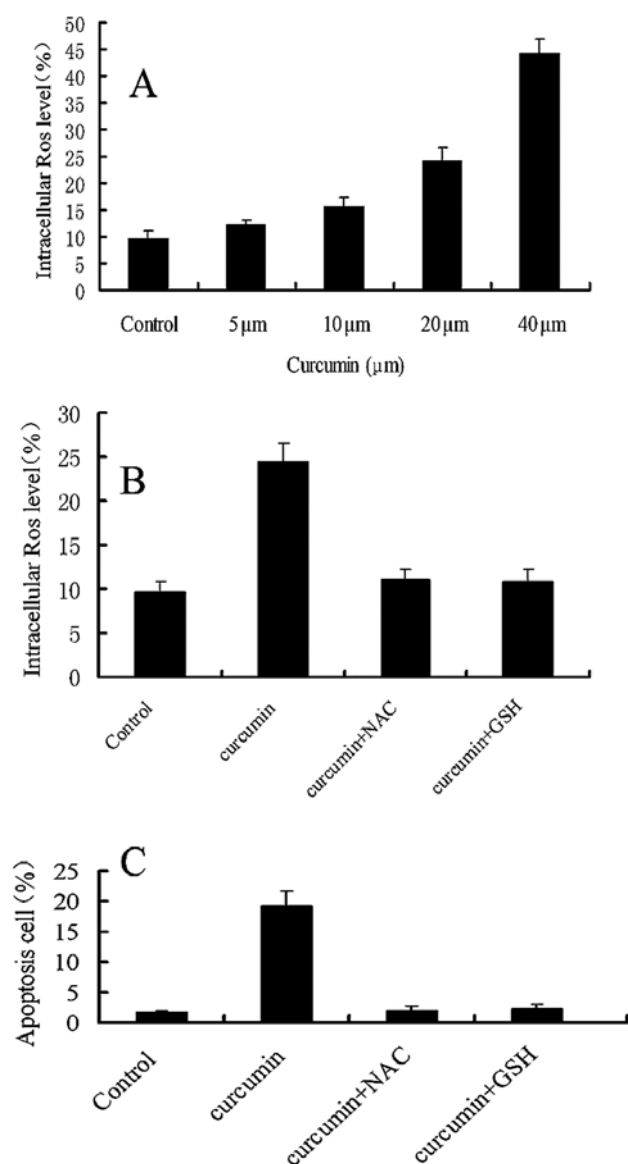 A
Intracellular Ros level(%)
50
45
40
35
30
25
20
15
10
5
0
Control 5μm 10μm 20μm 40μm
Curcumin (μm)
B
Intracellular Ros level(%)
30
25
20
15
10
5
0
Control curcumin curcumin+NAC curcumin+GSH
C
Apoptosis cell(%)
25
20
15
10
5
0
Control curcumin curcumin+NAC curcumin+GSH